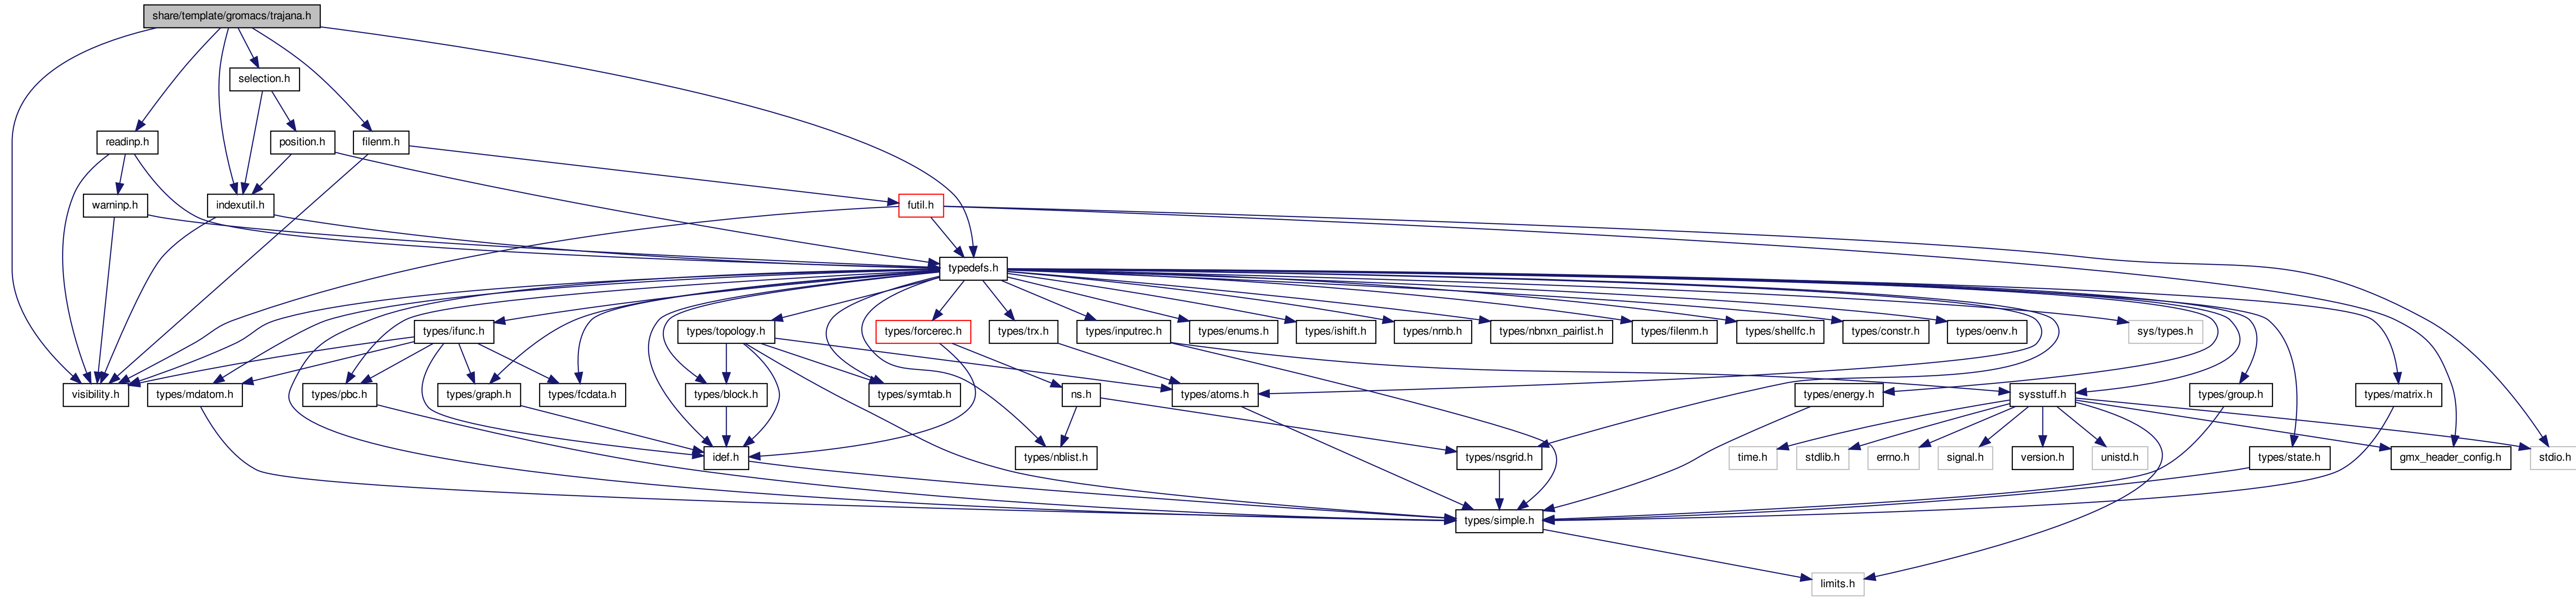 share/template/gromacs/trajana.h
selection.h
readinp.h
position.h
filenm.h
warninp.h
indexutil.h
futil.h
typedefs.h
types/ifunc.h
types/topology.h
types/forcerec.h
types/trx.h
types/inputrec.h
types/enums.h
types/ishift.h
types/nrnb.h
types/nbnxn_pairlist.h
types/filenm.h
types/shellfc.h
types/constr.h
types/oenv.h
sys/types.h
visibility.h
types/mdatom.h
types/pbc.h
types/graph.h
types/fcdata.h
types/block.h
types/symtab.h
ns.h
types/atoms.h
types/energy.h
sysstuff.h
types/group.h
types/matrix.h
idef.h
types/nblist.h
types/nsgrid.h
time.h
stdlib.h
errno.h
signal.h
version.h
unistd.h
types/state.h
gmx_header_config.h
stdio.h
types/simple.h
limits.h